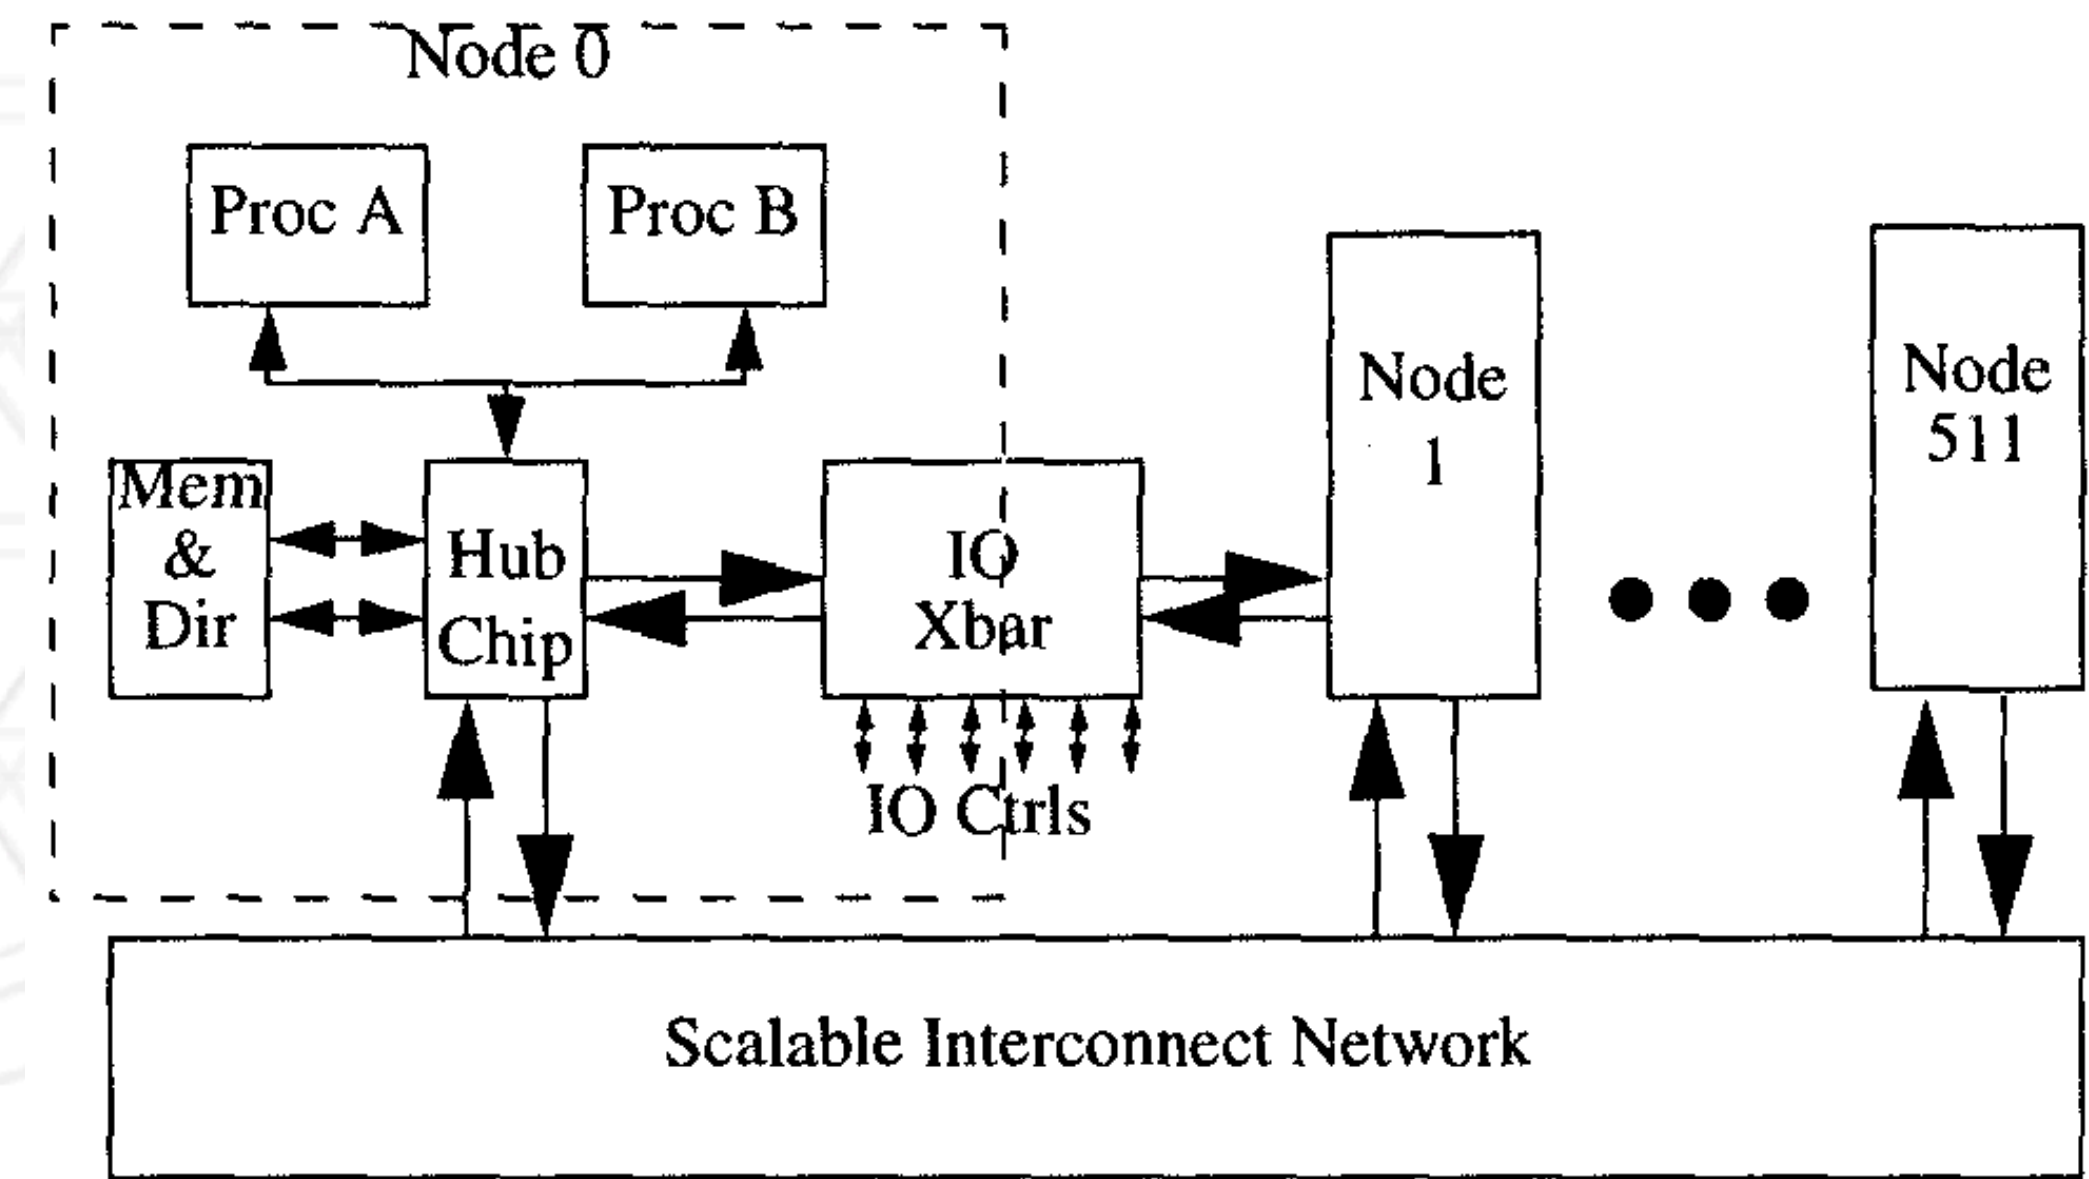 Node 0
Proc A
Proc B
Mem
&
Dir
Hub
Chip
IO
Xbar
IO Ctrls
Node
1
Node
511
Scalable Interconnect Network